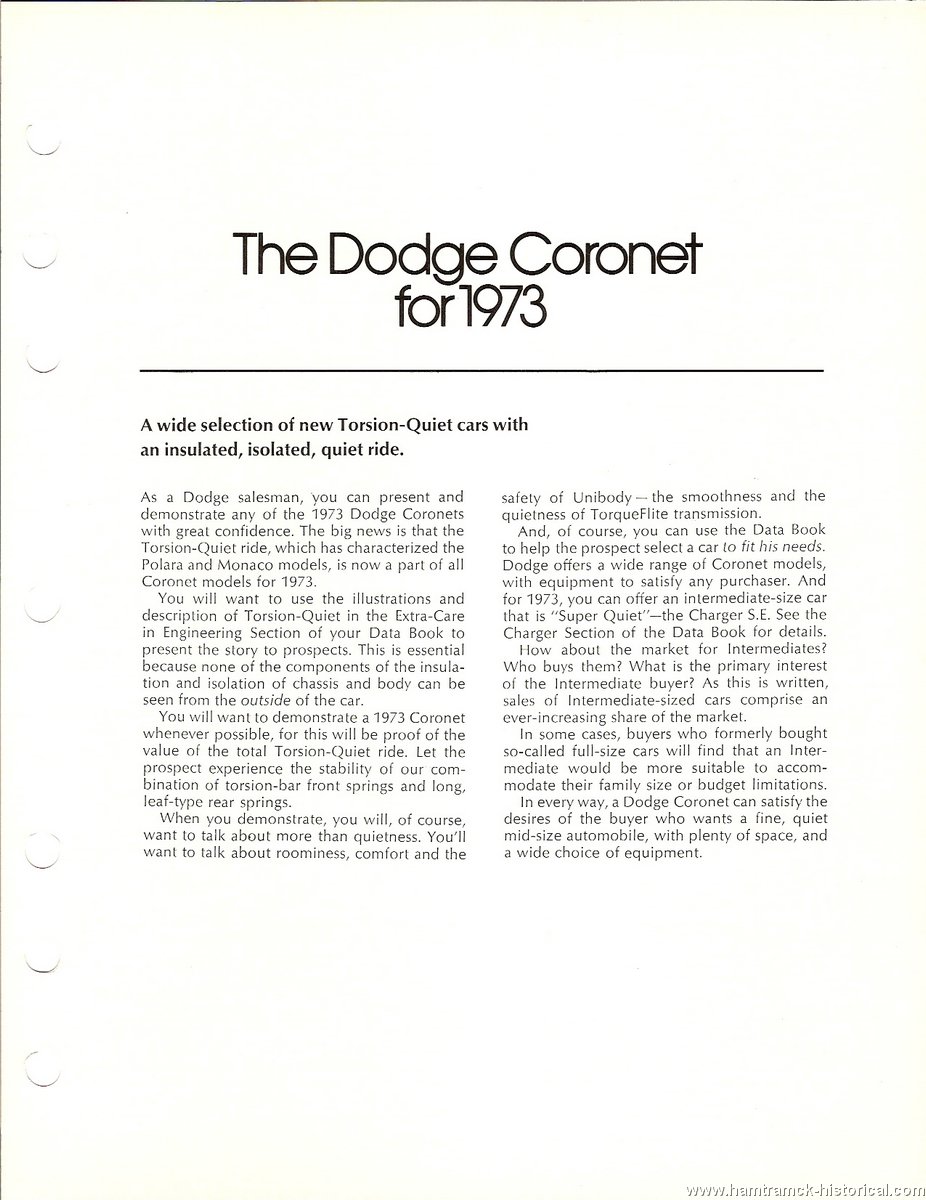 The Dodge Coronet
for 1973
A wide selection of new Torsion-Quiet cars with
an insulated, isolated, quiet ride.
As a Dodge salesman, you can present and
demonstrate any of the 1973 Dodge Coronets
with great confidence. The big news is that the
Torsion-Quiet ride, which has characterized the
Polara and Monaco models, is now a part of all
Coronet models for 1973.
You will want to use the illustrations and
description of Torsion-Quiet in the Extra-Care
in Engineering Section of your Data Book to
present the story to prospects. This is essential
because none of the components of the insula-
tion and isolation of chassis and body can be
seen from the outside of the car.
You will want to demonstrate a 1973 Coronet
whenever possible, for this will be proof of the
value of the total Torsion-Quiet ride. Let the
prospect experience the stability of our com-
bination of torsion-bar front springs and long,
leaf-type rear springs.
When you demonstrate, you will, of course,
want to talk about more than quietness. You'll
want to talk about roominess, comfort and the
safety of Unibody — the smoothness and the
quietness of TorqueFlite transmission.
And, of course, you can use the Data Book
to help the prospect select a car to fit his needs.
Dodge offers a wide range of Coronet models,
with equipment to satisfy any purchaser. And
for 1973, you can offer an intermediate-size car
that is "Super Quiet"—the Charger S.E. See the
Charger Section of the Data Book for details.
How about the market for Intermediates?
Who buys them? What is the primary interest
of the Intermediate buyer? As this is written,
sales of Intermediate-sized cars comprise an
ever-increasing share of the market.
In some cases, buyers who formerly bought
so-called full-size cars will find that an Inter-
mediate would be more suitable to accom-
modate their family size or budget limitations.
In every way, a Dodge Coronet can satisfy the
desires of the buyer who wants a fine, quiet
mid-size automobile, with plenty of space, and
a wide choice of equipment.
www.hamtramck-historical.com